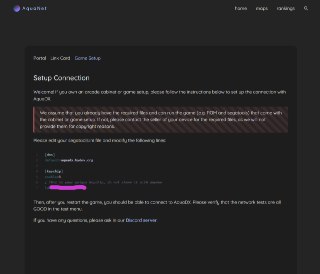 AquaNet
home maps rankings
Portal Link Card Game Setup
Setup Connection
Welcome! If you own an arcade cabinet or game setup, please follow the instructions below to set up the connection with
AquaDX.
We assume that you already have the required files and can run the game (e.g. ROM and segatools) that come
with the cabinet or game setup. If not, please contact the seller of your device for the required files, as we will not
provide them for copyright reasons.
Please edit your segatools.ini file and modify the following lines:
[dns]
default=aquadx.hydev.org
[keychip]
enable=1
Then, after you restart the game, you should be able to connect to AquaDX. Please verify that the network tests are all
GOOD in the test menu.
If you have any questions, please ask in our Discord server.